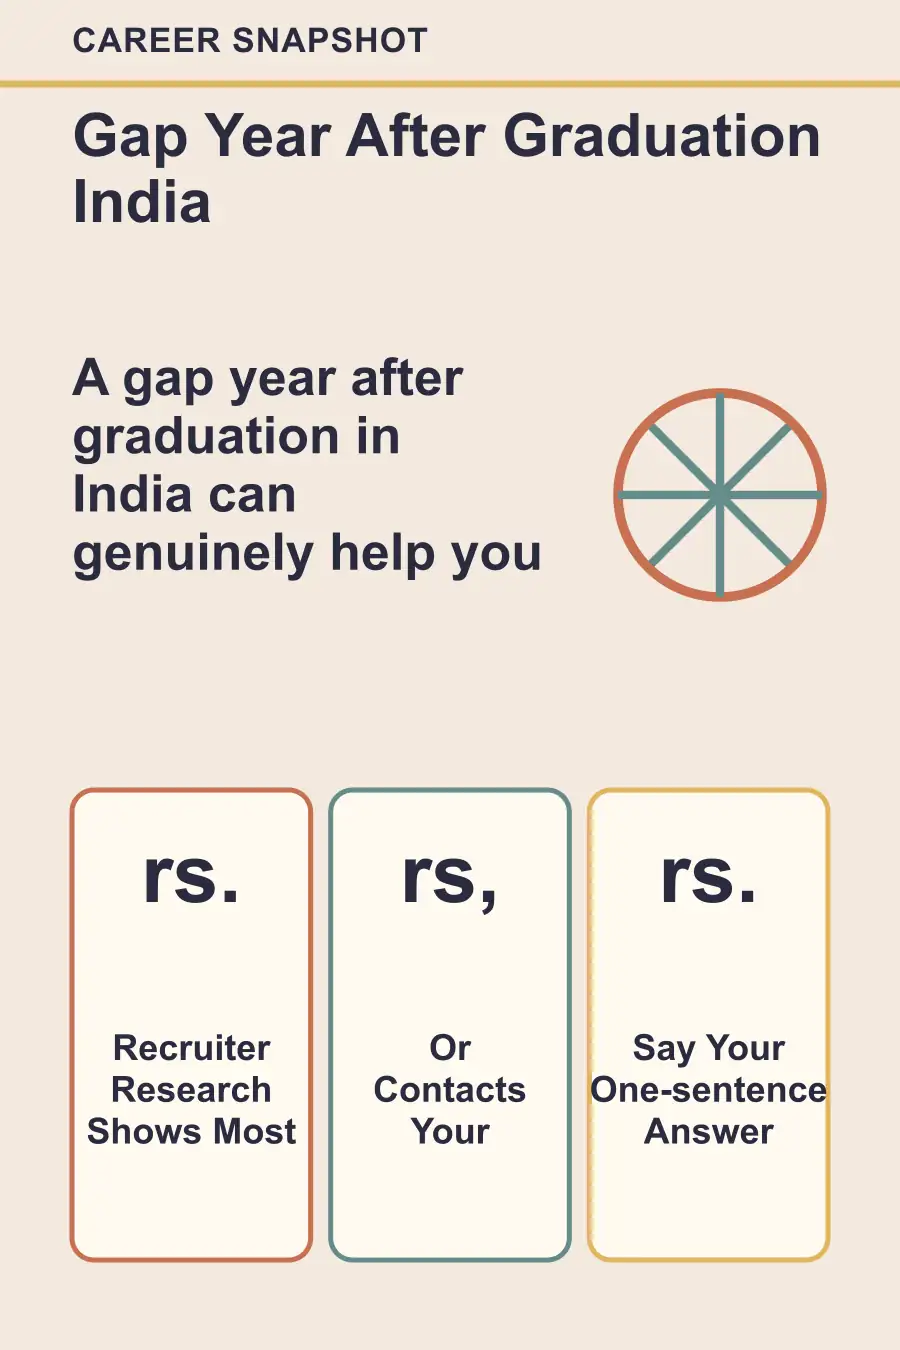 CAREER SNAPSHOT
Gap Year After Graduation
India
A gap year after
graduation in
India can
genuinely help you
rs.
Recruiter
Research
Shows Most
rs,
Or
Contacts
Your
rs.
Say Your
One-sentence
Answer